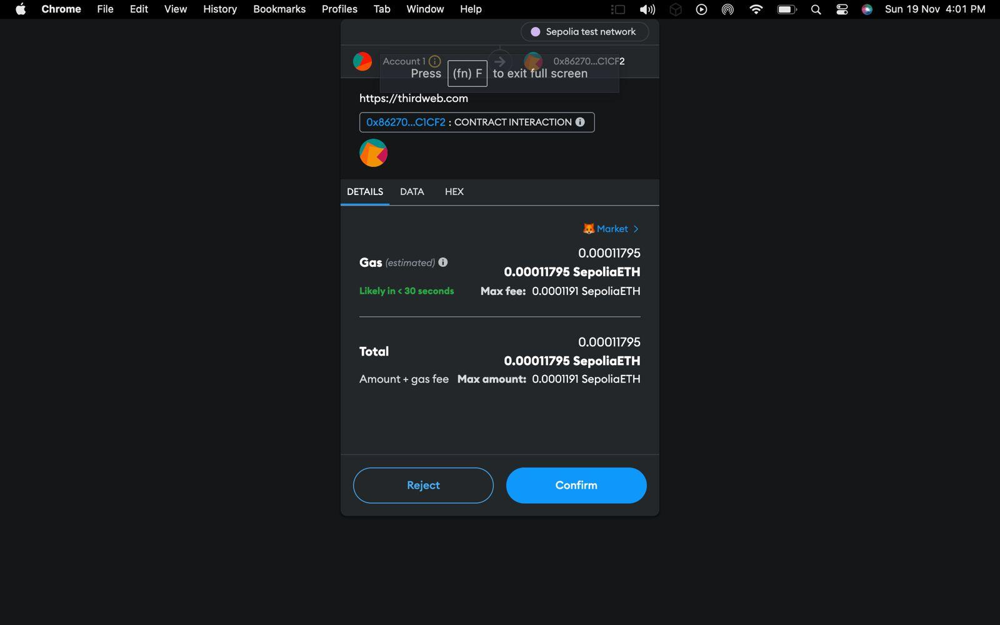 Chrome File Edit View History Bookmarks Profiles Tab Window Help Sun 19 Nov 4:01 PM
Sepolia test network
Account 1 0x86270...C1CF2
Press (fn) F to exit full screen
https://thirdweb.com
0x86270...C1CF2 : CONTRACT INTERACTION
DETAILS DATA HEX
Market >
0.00011795
Gas (estimated) 0.00011795 SepoliaETH
Likely in < 30 seconds Max fee: 0.0001191 SepoliaETH
0.00011795
Total 0.00011795 SepoliaETH
Amount + gas fee Max amount: 0.0001191 SepoliaETH
Reject Confirm